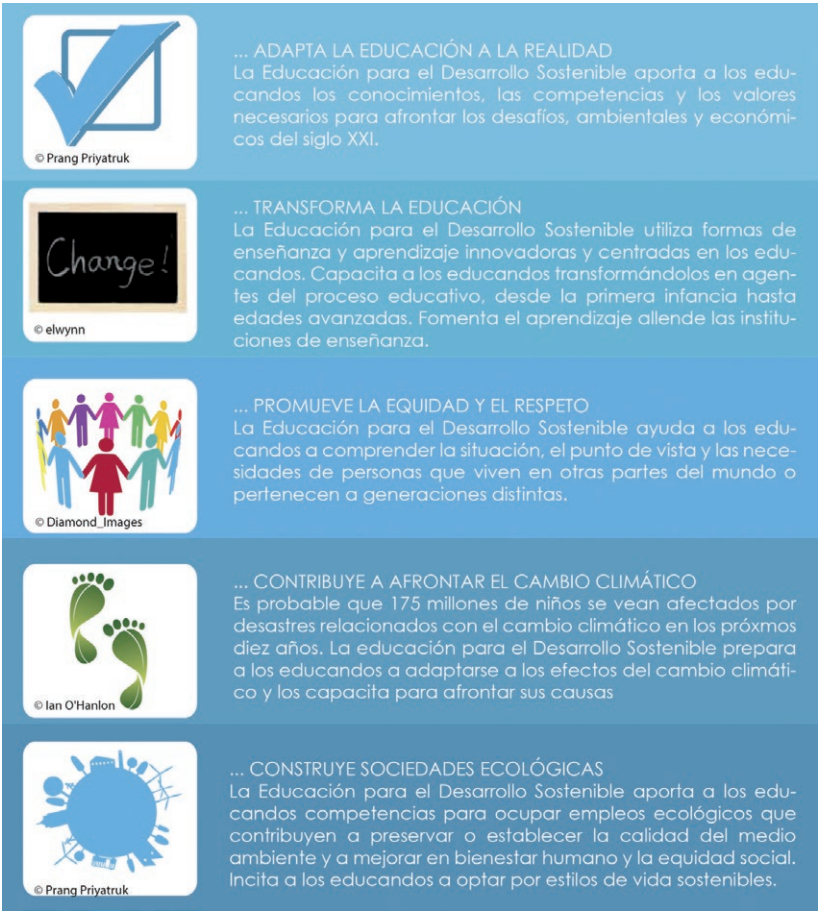 ... ADAPTA LA EDUCACIÓN A LA REALIDAD
La Educación para el Desarrollo Sostenible aporta a los edu-
candos los conocimientos, las competencias y los valores
necesarios para afrontar los desafíos, ambientales y económi-
cos del siglo XXI.
© Prang Priyatruk
... TRANSFORMA LA EDUCACIÓN
La Educación para el Desarrollo Sostenible utiliza formas de
enseñanza y aprendizaje innovadoras y centradas en los edu-
candos. Capacita a los educandos transformándolos en agen-
tes del proceso educativo, desde la primera infancia hasta
edades avanzadas. Fomenta el aprendizaje allende las institu-
ciones de enseñanza.
Change!
© elwynn
... PROMUEVE LA EQUIDAD Y EL RESPETO
La Educación para el Desarrollo Sostenible ayuda a los edu-
candos a comprender la situación, el punto de vista y las nece-
sidades de personas que viven en otras partes del mundo o
pertenecen a generaciones distintas.
© Diamond_Images
... CONTRIBUYE A AFRONTAR EL CAMBIO CLIMÁTICO
Es probable que 175 millones de niños se vean afectados por
desastres relacionados con el cambio climático en los próxmos
diez años. La educación para el Desarrollo Sostenible prepara
a los educandos a adaptarse a los efectos del cambio climáti-
co y los capacita para afrontar sus causas
© Ian O'Hanlon
... CONSTRUYE SOCIEDADES ECOLÓGICAS
La Educación para el Desarrollo Sostenible aporta a los edu-
candos competencias para ocupar empleos ecológicos que
contribuyen a preservar o establecer la calidad del medio
ambiente y a mejorar en bienestar humano y la equidad social.
Incita a los educandos a optar por estilos de vida sostenibles.
© Prang Priyatruk